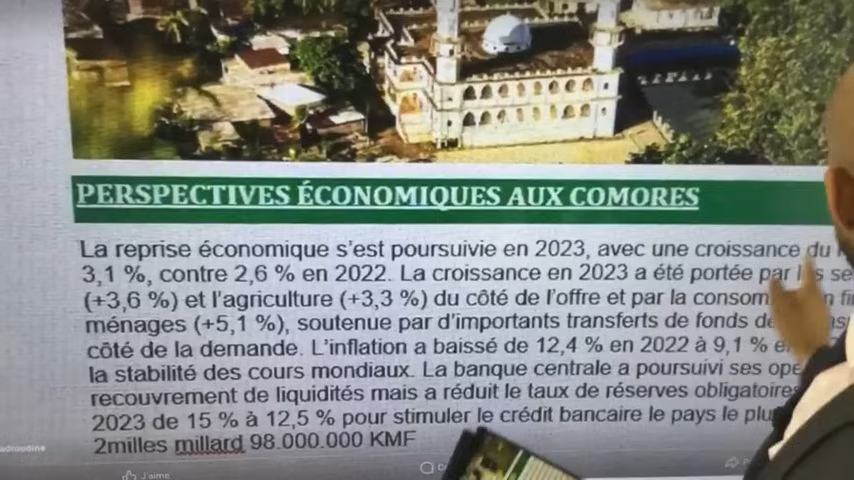 PERSPECTIVES ÉCONOMIQUES AUX COMORES
La reprise économique s'est poursuivie en 2023, avec une croissance du
3,1 %, contre 2,6 % en 2022. La croissance en 2023 a été portée par
(+3,6 %) et l'agriculture (+3,3 %) du côté de l'offre et par la
ménages (+5,1 %), soutenue par d'importants transferts de fonds
côté de la demande. L'inflation a baissé de 12,4 % en 2022 à 9,1 %
la stabilité des cours mondiaux. La banque centrale a poursuivi ses
recouvrement de liquidités mais a réduit le taux de réserves obligatoires
2023 de 15 % à 12,5 % pour stimuler le crédit bancaire le pays le
2milles millard 98.000.000 KMF
J'aime